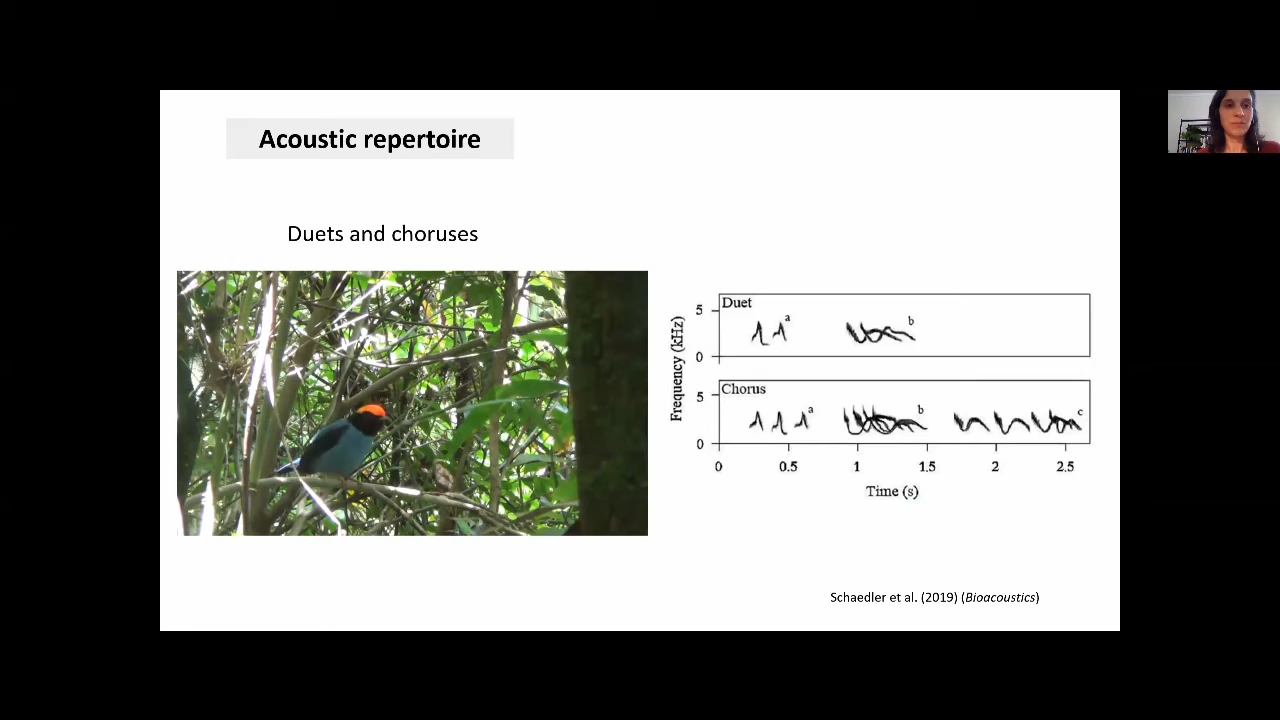 Acoustic repertoire
Duets and choruses
Duet
5
0
a
b
Frequency (kHz)
Chorus
5
0
a
b
c
0
0.5
1
1.5
2
2.5
Time (s)
Schaedler et al. (2019) (Bioacoustics)